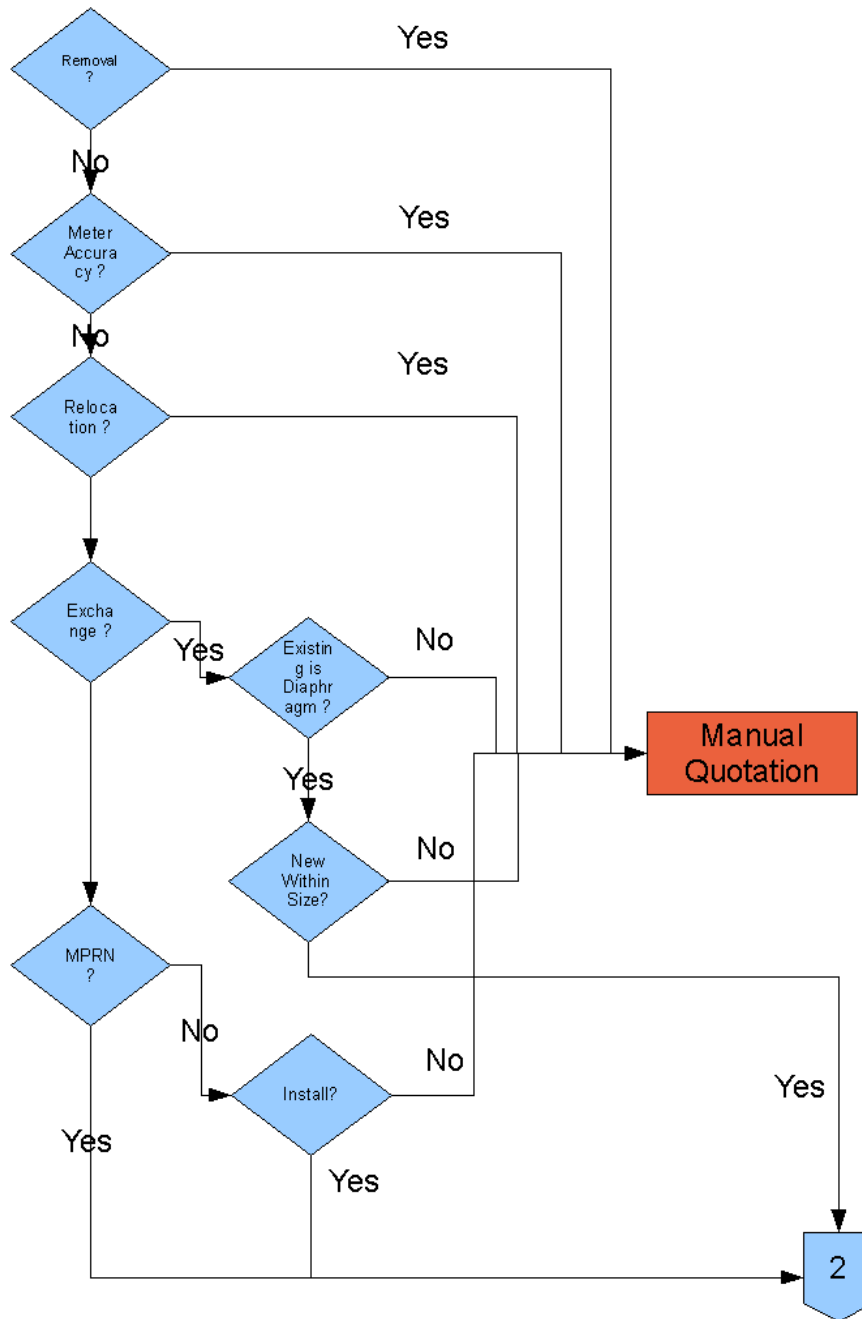 Removal
?
Yes
No
Meter
Accura
cy ?
Yes
No
Reloca
tion ?
Yes
Excha
nge ?
Yes
Existin
g is
Diaphr
agm ?
No
Yes
Manual
Quotation
New
Within
Size?
No
MPRN
?
No
Install?
No
Yes
Yes
Yes
2